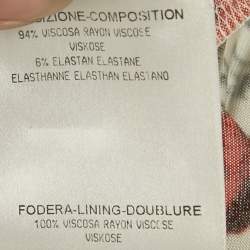 SIZIONE-COMPOSITION
94% VISCOSA RAYON VISCOSE
VISKOSE
6% ELASTAN ELASTANE
ELASTHANNE ELASTHAN ELASTANO
FODERA-LINING-DOUBLURE
100% VISCOSA RAYON VISCOSE
VISKOSE